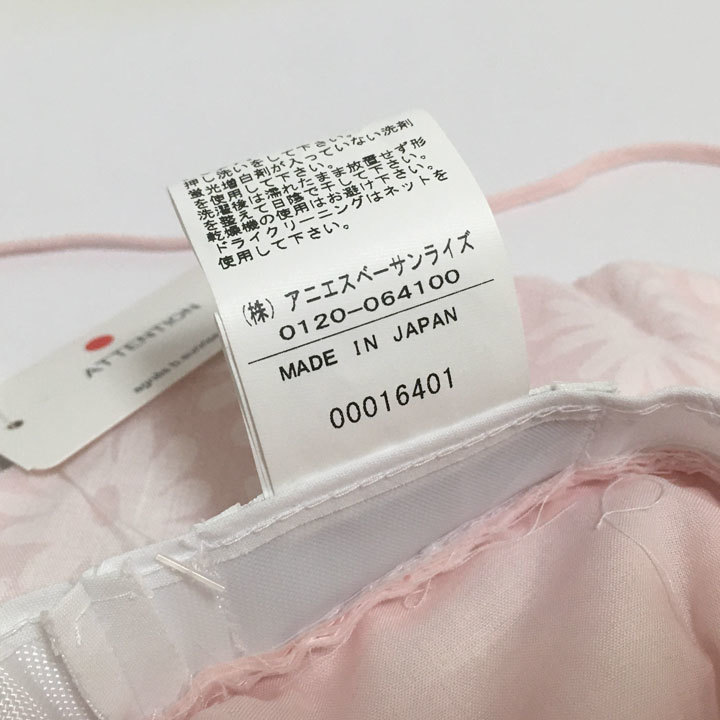 押し洗いをして下さい。
蛍光増白剤が入っていない洗剤
を使用して下さい。
洗濯後は濡れたまま放置せず形
を整えて日陰で干して下さい。
乾燥機の使用はお避け下さい。
ドライクリーニングはネットを
使用して下さい。
(株)アニエスベーサンライズ
0120-064100
MADE IN JAPAN
00016401
ATTENTION
agnès b. sunrise